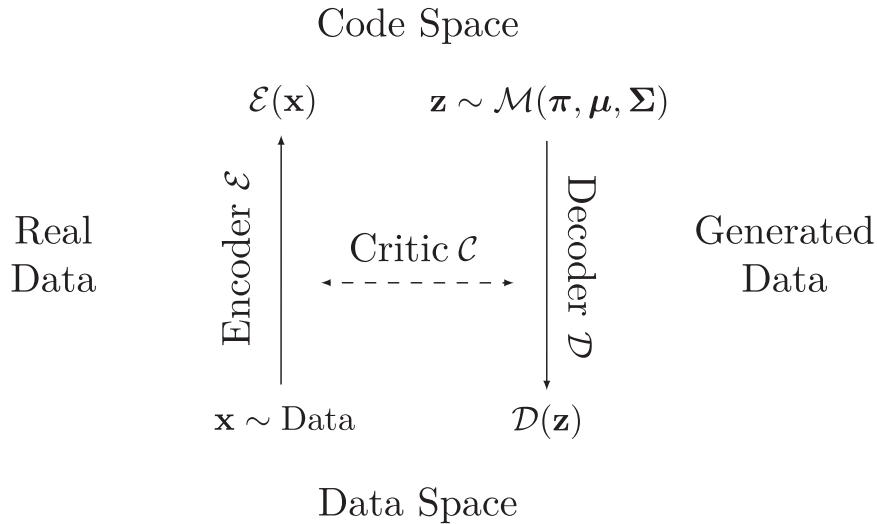 Code Space
ℰ(𝐱)
𝐳 ∼ ℳ(𝝅, 𝝁, 𝚺)
Real
Data
Encoder ℰ
Critic 𝒞
Decoder 𝒟
Generated
Data
𝐱 ∼ Data
𝒟(𝐳)
Data Space